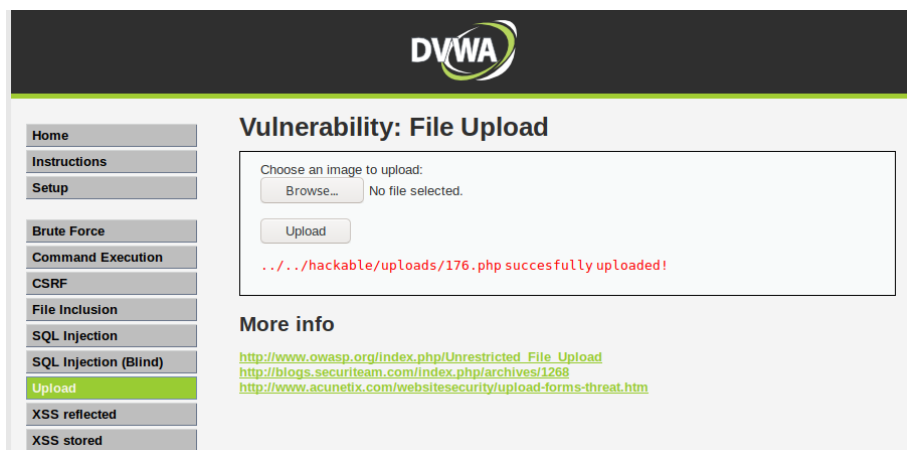 DVWA
Home
Instructions
Setup
Brute Force
Command Execution
CSRF
File Inclusion
SQL Injection
SQL Injection (Blind)
Upload
XSS reflected
XSS stored
Vulnerability: File Upload
Choose an image to upload:
Browse... No file selected.
Upload
../../hackable/uploads/176.php succesfully uploaded!
More info
http://www.owasp.org/index.php/Unrestricted_File_Upload
http://blogs.securiteam.com/index.php/archives/1268
http://www.acunetix.com/websitesecurity/upload-forms-threat.htm